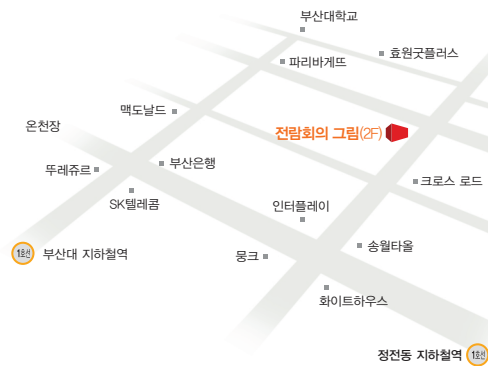 부산대학교
효원굿플러스
파리바게뜨
맥도날드
온천장
전람회의 그림(2F)
부산은행
뚜레쥬르
크로스 로드
SK텔레콤
인터플레이
1호선 부산대 지하철역
뭉크
송월타올
화이트하우스
정전동 지하철역 1호선